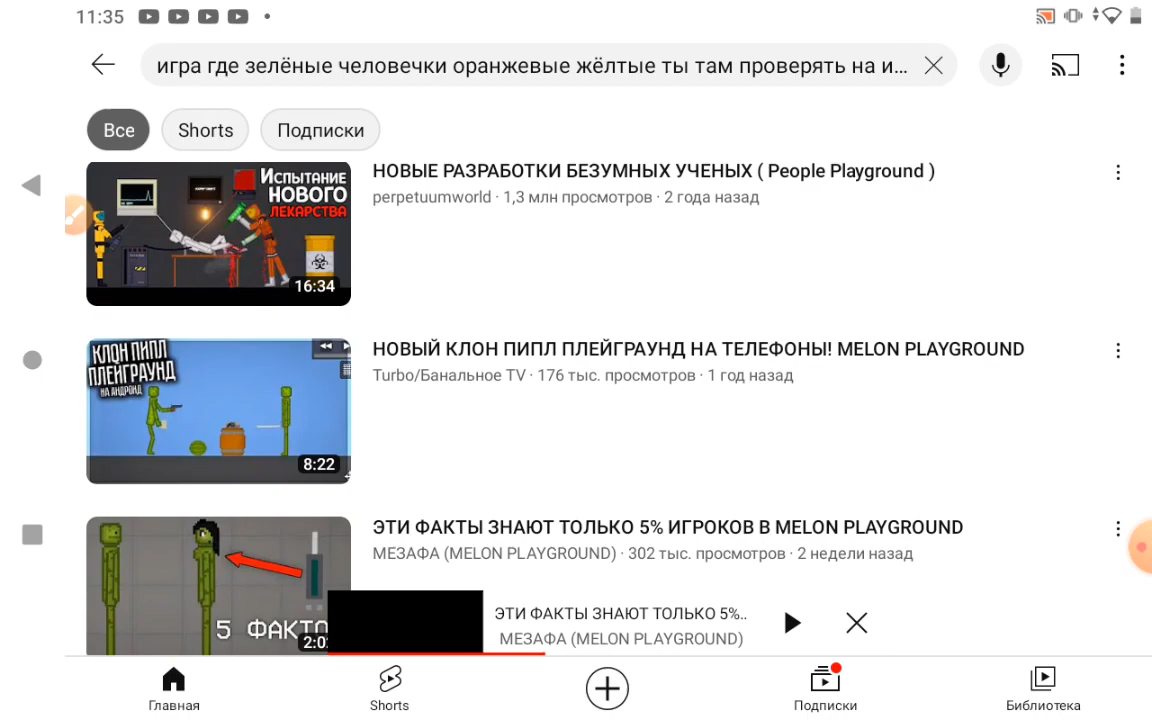 11:35
игра где зелёные человечки оранжевые жёлтые ты там проверять на и...
Все
Shorts
Подписки
ИСПЫТАНИЕ
НОВОГО
ЛЕКАРСТВА
16:34
НОВЫЕ РАЗРАБОТКИ БЕЗУМНЫХ УЧЕНЫХ ( People Playground )
perpetuumworld · 1,3 млн просмотров · 2 года назад
КЛОН ПИПЛ
ПЛЕЙГРАУНД
НА АНДРОИД
8:22
НОВЫЙ КЛОН ПИПЛ ПЛЕЙГРАУНД НА ТЕЛЕФОНЫ! MELON PLAYGROUND
Turbo/Банальное TV · 176 тыс. просмотров · 1 год назад
5 ФАКТО
2:0
ЭТИ ФАКТЫ ЗНАЮТ ТОЛЬКО 5% ИГРОКОВ В MELON PLAYGROUND
МЕЗАФА (MELON PLAYGROUND) · 302 тыс. просмотров · 2 недели назад
ЭТИ ФАКТЫ ЗНАЮТ ТОЛЬКО 5%..
МЕЗАФА (MELON PLAYGROUND)
Главная
Shorts
Подписки
Библиотека